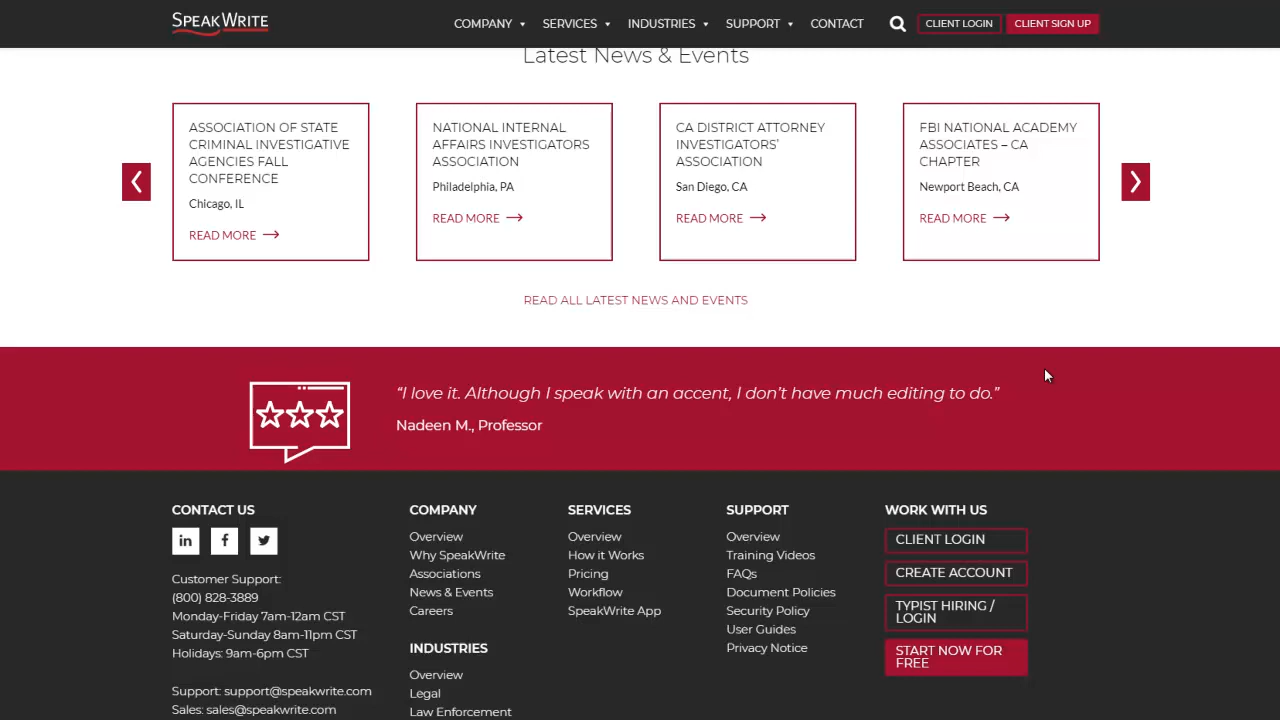 SPEAKWRITE
COMPANY
SERVICES
INDUSTRIES
SUPPORT
CONTACT
CLIENT LOGIN
CLIENT SIGN UP
Latest News & Events
ASSOCIATION OF STATE
CRIMINAL INVESTIGATIVE
AGENCIES FALL
CONFERENCE
Chicago, IL
READ MORE
NATIONAL INTERNAL
AFFAIRS INVESTIGATORS
ASSOCIATION
Philadelphia, PA
READ MORE
CA DISTRICT ATTORNEY
INVESTIGATORS’
ASSOCIATION
San Diego, CA
READ MORE
FBI NATIONAL ACADEMY
ASSOCIATES – CA
CHAPTER
Newport Beach, CA
READ MORE
READ ALL LATEST NEWS AND EVENTS
“I love it. Although I speak with an accent, I don’t have much editing to do.”
Nadeen M., Professor
CONTACT US
in
f
Customer Support:
(800) 828-3889
Monday-Friday 7am-12am CST
Saturday-Sunday 8am-11pm CST
Holidays: 9am-6pm CST
Support: support@speakwrite.com
Sales: sales@speakwrite.com
COMPANY
Overview
Why SpeakWrite
Associations
News & Events
Careers
INDUSTRIES
Overview
Legal
Law Enforcement
SERVICES
Overview
How it Works
Pricing
Workflow
SpeakWrite App
SUPPORT
Overview
Training Videos
FAQs
Document Policies
Security Policy
User Guides
Privacy Notice
WORK WITH US
CLIENT LOGIN
CREATE ACCOUNT
TYPIST HIRING /
LOGIN
START NOW FOR
FREE